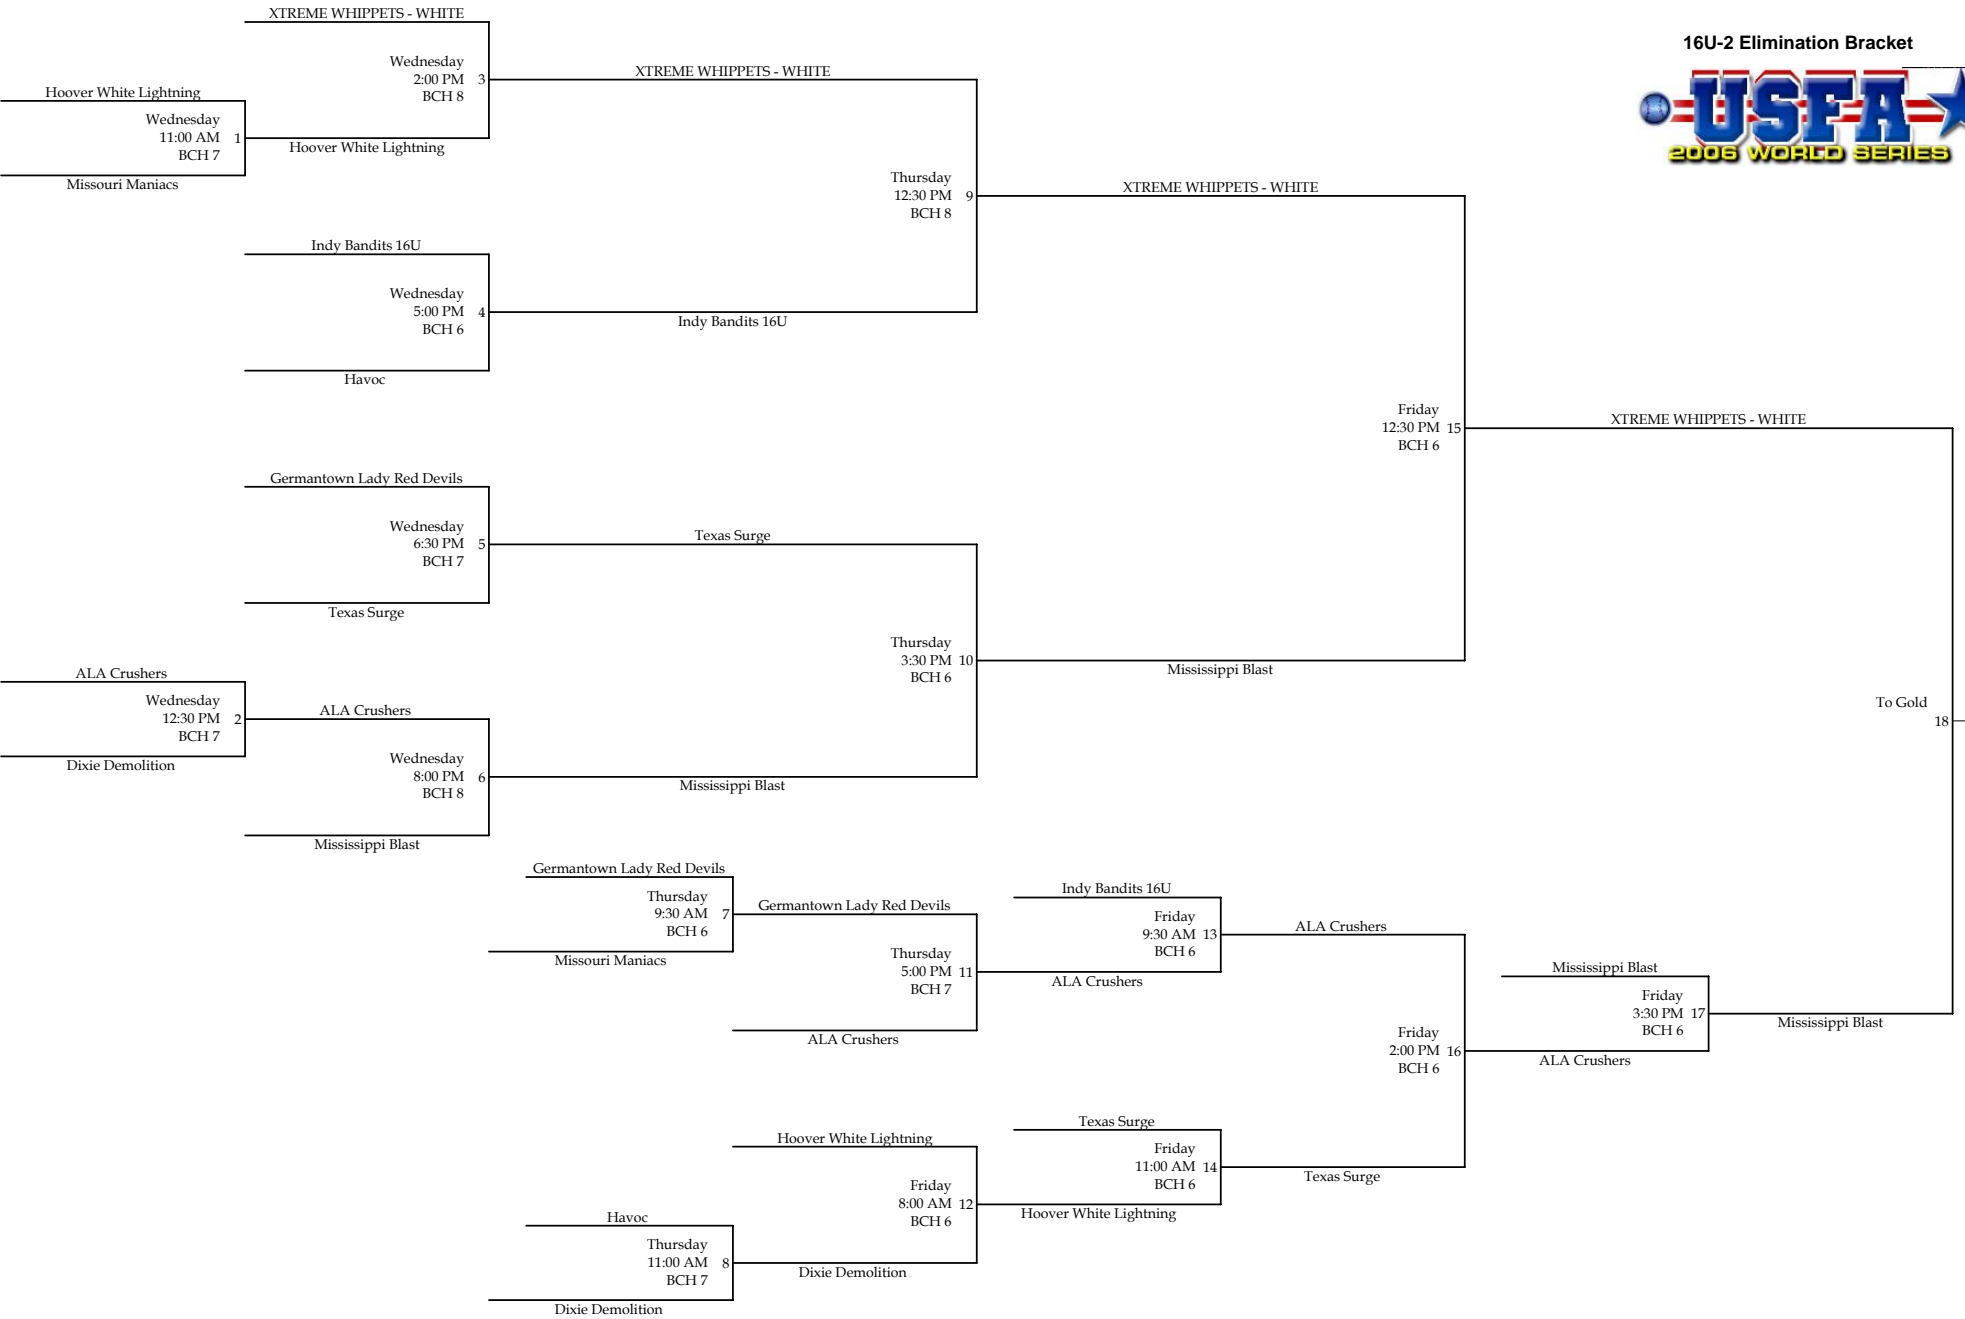 16U-2 Elimination Bracket
USFA
2006 WORLD SERIES
XTREME WHIPPETS - WHITE
Wednesday
2:00 PM 3
BCH 8
Hoover White Lightning
Wednesday
11:00 AM 1
BCH 7
Missouri Maniacs
Hoover White Lightning
XTREME WHIPPETS - WHITE
Thursday
12:30 PM 9
BCH 8
Indy Bandits 16U
Wednesday
5:00 PM 4
BCH 6
Havoc
Indy Bandits 16U
XTREME WHIPPETS - WHITE
Friday
12:30 PM 15
BCH 6
XTREME WHIPPETS - WHITE
Germantown Lady Red Devils
Wednesday
6:30 PM 5
BCH 7
Texas Surge
Texas Surge
Thursday
3:30 PM 10
BCH 6
Mississippi Blast
ALA Crushers
Wednesday
12:30 PM 2
BCH 7
Dixie Demolition
ALA Crushers
Wednesday
8:00 PM 6
BCH 8
Mississippi Blast
Mississippi Blast
To Gold
18
Germantown Lady Red Devils
Thursday
9:30 AM 7
BCH 6
Missouri Maniacs
Germantown Lady Red Devils
Thursday
5:00 PM 11
BCH 7
ALA Crushers
Indy Bandits 16U
Friday
9:30 AM 13
BCH 6
ALA Crushers
ALA Crushers
Friday
2:00 PM 16
BCH 6
Mississippi Blast
Friday
3:30 PM 17
BCH 6
ALA Crushers
Mississippi Blast
Hoover White Lightning
Friday
8:00 AM 12
BCH 6
Texas Surge
Friday
11:00 AM 14
BCH 6
Hoover White Lightning
Texas Surge
Havoc
Thursday
11:00 AM 8
BCH 7
Dixie Demolition
Dixie Demolition